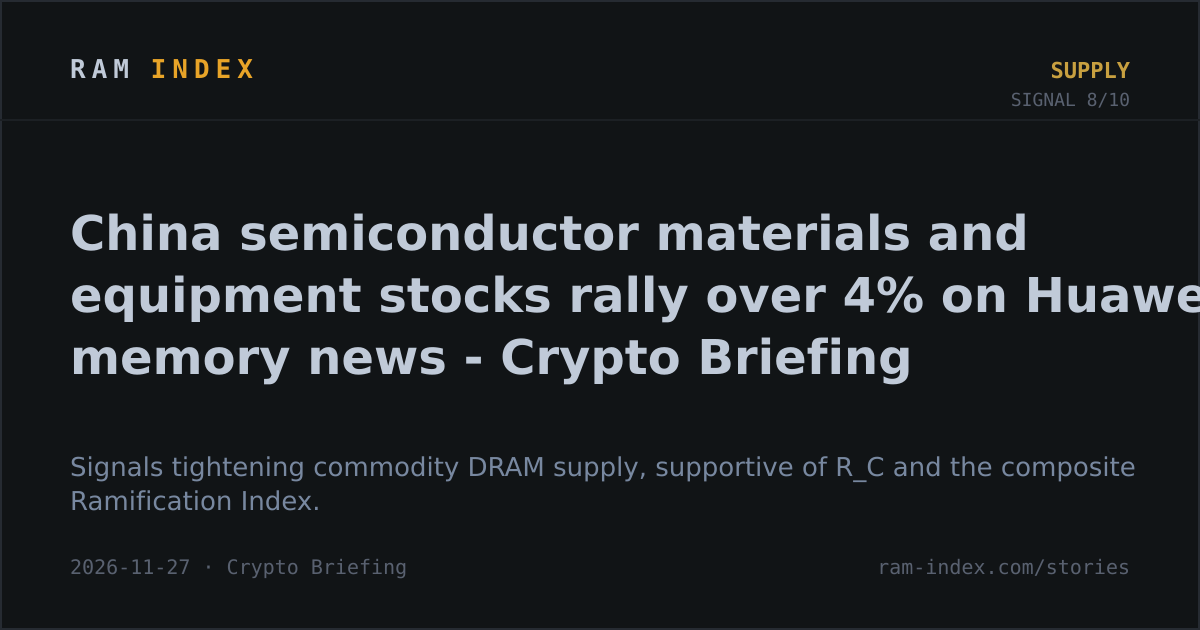 RAM INDEX
SUPPLY
SIGNAL 8/10
China semiconductor materials and
equipment stocks rally over 4% on Huawe
memory news - Crypto Briefing
Signals tightening commodity DRAM supply, supportive of R_C and the composite
Ramification Index.
2026-11-27 · Crypto Briefing
ram-index.com/stories